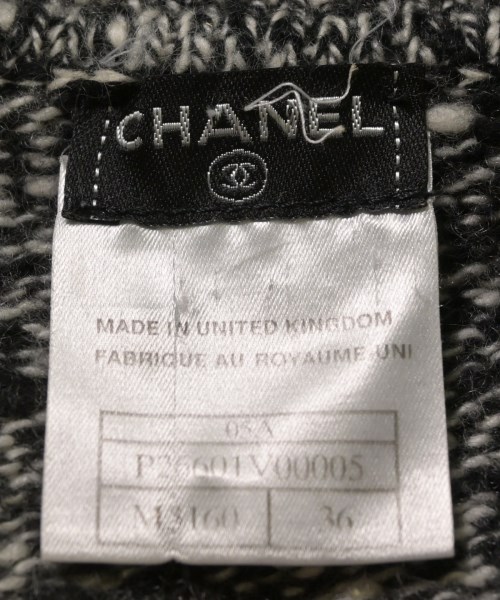 CHANEL
MADE IN UNITED KINGDOM
FABRIQUE AU ROYAUME-UNI
05A
P26601V00005
M3160 36